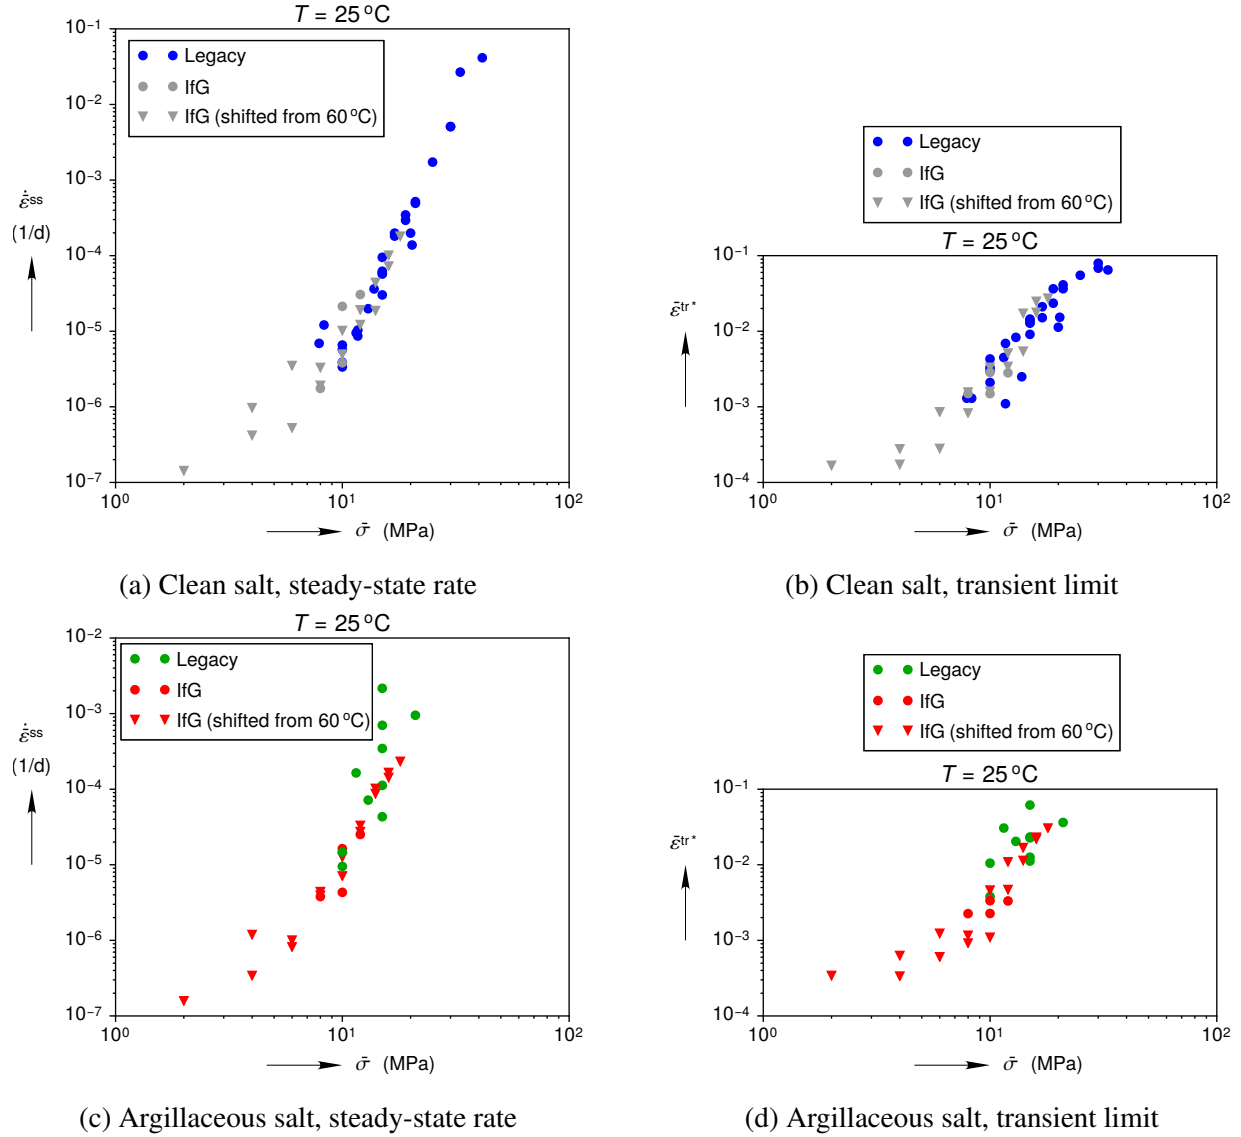 T = 25 °C
Legacy
IfG
IfG (shifted from 60 °C)
10⁻¹
10⁻²
10⁻³
10⁻⁴
10⁻⁵
10⁻⁶
10⁻⁷
ε̄̇ˢˢ
(1/d)
10⁰
10¹
10²
σ̄ (MPa)
(a) Clean salt, steady-state rate
Legacy
IfG
IfG (shifted from 60 °C)
T = 25 °C
10⁻¹
10⁻²
10⁻³
10⁻⁴
ε̄ᵗʳ*
10⁰
10¹
10²
σ̄ (MPa)
(b) Clean salt, transient limit
T = 25 °C
Legacy
IfG
IfG (shifted from 60 °C)
10⁻²
10⁻³
10⁻⁴
10⁻⁵
10⁻⁶
10⁻⁷
ε̄̇ˢˢ
(1/d)
10⁰
10¹
10²
σ̄ (MPa)
(c) Argillaceous salt, steady-state rate
Legacy
IfG
IfG (shifted from 60 °C)
T = 25 °C
10⁻¹
10⁻²
10⁻³
10⁻⁴
ε̄ᵗʳ*
10⁰
10¹
10²
σ̄ (MPa)
(d) Argillaceous salt, transient limit